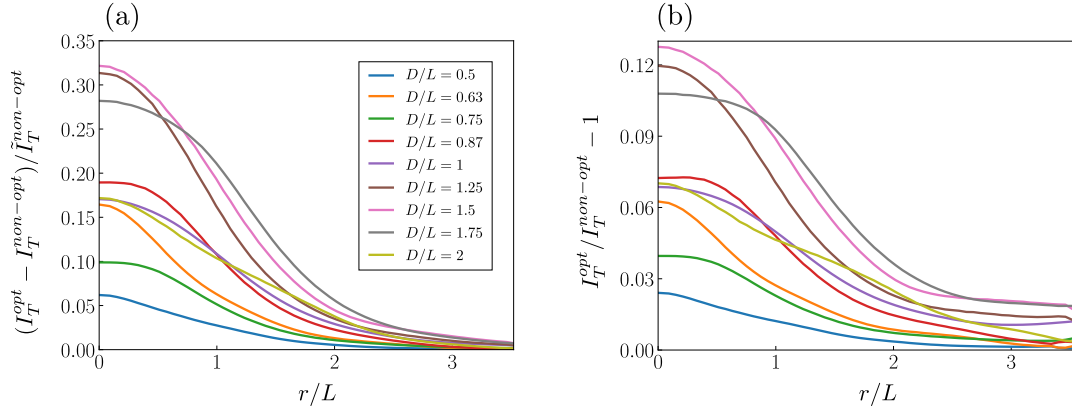 (a)
(I_T^{opt} − I_T^{non−opt})/Ĩ_T^{non−opt}
0.35
0.30
0.25
0.20
0.15
0.10
0.05
0.00
D/L = 0.5
D/L = 0.63
D/L = 0.75
D/L = 0.87
D/L = 1
D/L = 1.25
D/L = 1.5
D/L = 1.75
D/L = 2
0 1 2 3
r/L
(b)
I_T^{opt}/I_T^{non−opt} − 1
0.12
0.09
0.06
0.03
0.00
0 1 2 3
r/L